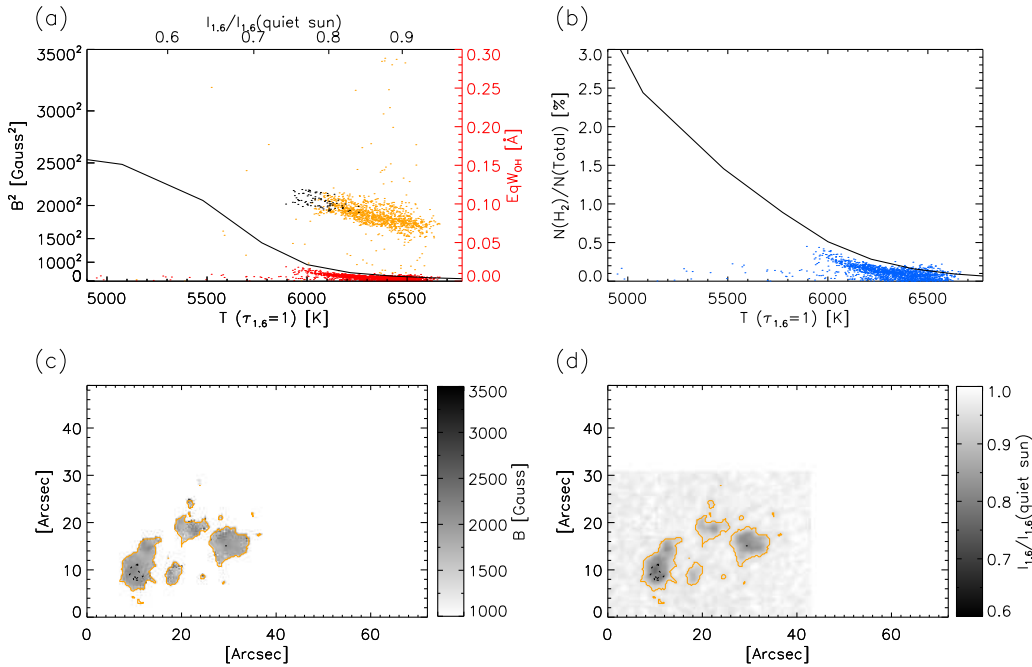 (a)
I₁.₆/I₁.₆(quiet sun)
0.6 0.7 0.8 0.9
B² [Gauss²]
3500²
3000²
2500²
2000²
1500²
1000²
0
0.30
0.25
0.20
0.15
0.10
0.05
0.00
EqW_OH [Å]
5000 5500 6000 6500
T (τ₁.₆=1) [K]
(b)
N(H₂)/N(Total) [%]
3.0
2.5
2.0
1.5
1.0
0.5
0.0
5000 5500 6000 6500
T (τ₁.₆=1) [K]
(c)
[Arcsec]
40
30
20
10
0
0 20 40 60
[Arcsec]
3500
3000
2500
2000
1500
1000
B [Gauss]
(d)
[Arcsec]
40
30
20
10
0
0 20 40 60
[Arcsec]
1.0
0.9
0.8
0.7
0.6
I₁.₆/I₁.₆(quiet sun)